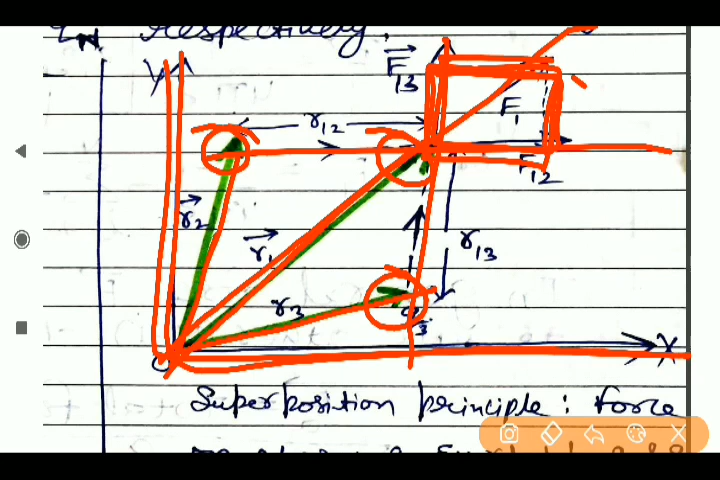 Respectively.
Y
F13
r12
F1
F12
r2
r1
r13
r3
3
X
Superposition principle: force